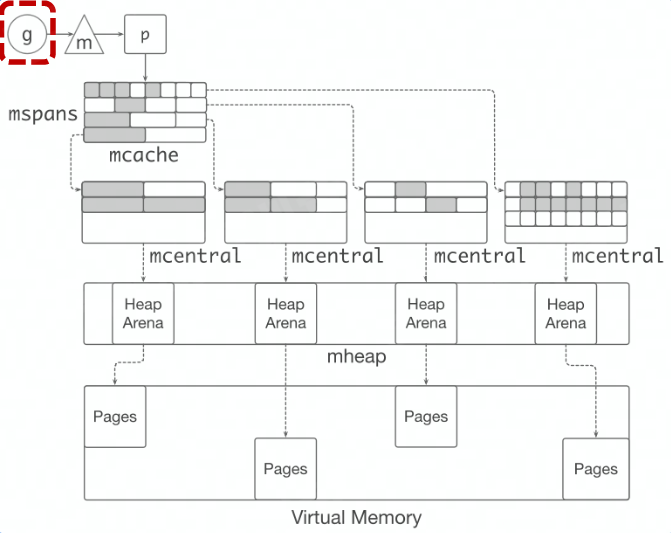 g
m
p
mspans
mcache
mcentral
mcentral
mcentral
mcentral
Heap
Arena
Heap
Arena
Heap
Arena
Heap
Arena
mheap
Pages
Pages
Pages
Pages
Virtual Memory